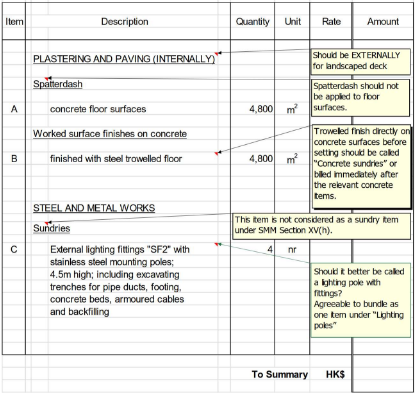 Item Description Quantity Unit Rate Amount
PLASTERING AND PAVING (INTERNALLY)
Should be EXTERNALLY
for landscaped deck
Spatterdash
Spatterdash should not
be applied to floor
surfaces.
A concrete floor surfaces 4,800 m²
Worked surface finishes on concrete
Trowelled finish directly on
concrete surfaces before
setting should be called
"Concrete sundries" or
billed immediately after
the relevant concrete
items.
B finished with steel trowelled floor 4,800 m²
STEEL AND METAL WORKS
This item is not considered as a sundry item
under SMM Section XV(h).
Sundries
C External lighting fittings "SF2" with 4 nr
stainless steel mounting poles;
4.5m high; including excavating
trenches for pipe ducts, footing,
concrete beds, armoured cables
and backfilling
Should it better be called
a lighting pole with
fittings?
Agreeable to bundle as
one item under "Lighting
poles"
To Summary HK$